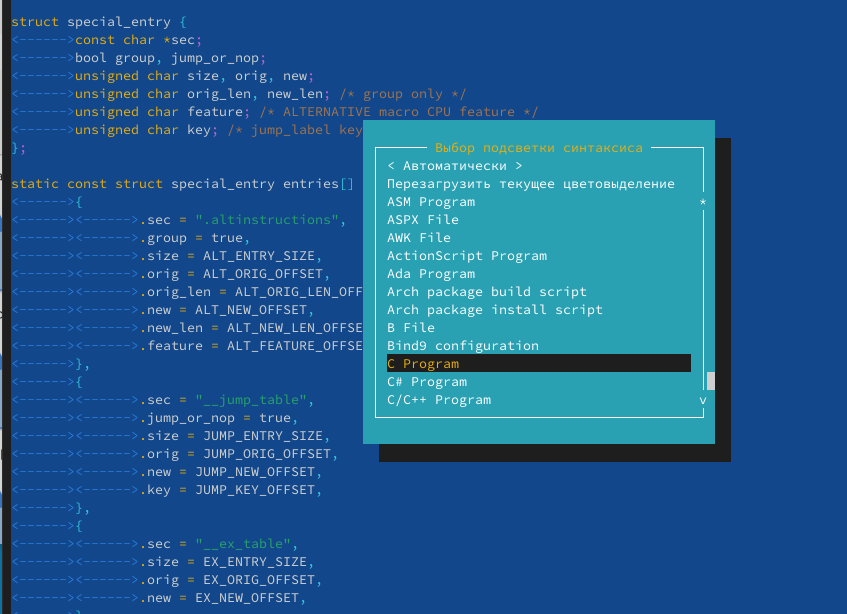 struct special_entry {
<------>const char *sec;
<------>bool group, jump_or_nop;
<------>unsigned char size, orig, new;
<------>unsigned char orig_len, new_len; /* group only */
<------>unsigned char feature; /* ALTERNATIVE macro CPU feature */
<------>unsigned char key; /* jump_label key
};
static const struct special_entry entries[]
<------>{
<------><------>.sec = ".altinstructions",
<------><------>.group = true,
<------><------>.size = ALT_ENTRY_SIZE,
<------><------>.orig = ALT_ORIG_OFFSET,
<------><------>.orig_len = ALT_ORIG_LEN_OFF
<------><------>.new = ALT_NEW_OFFSET,
<------><------>.new_len = ALT_NEW_LEN_OFFSE
<------><------>.feature = ALT_FEATURE_OFFSE
<------>},
<------>{
<------><------>.sec = "__jump_table",
<------><------>.jump_or_nop = true,
<------><------>.size = JUMP_ENTRY_SIZE,
<------><------>.orig = JUMP_ORIG_OFFSET,
<------><------>.new = JUMP_NEW_OFFSET,
<------><------>.key = JUMP_KEY_OFFSET,
<------>},
<------>{
<------><------>.sec = "__ex_table",
<------><------>.size = EX_ENTRY_SIZE,
<------><------>.orig = EX_ORIG_OFFSET,
<------><------>.new = EX_NEW_OFFSET,
Выбор подсветки синтаксиса
< Автоматически >
Перезагрузить текущее цветовыделение
ASM Program
ASPX File
AWK File
ActionScript Program
Ada Program
Arch package build script
Arch package install script
B File
Bind9 configuration
C Program
C# Program
C/C++ Program